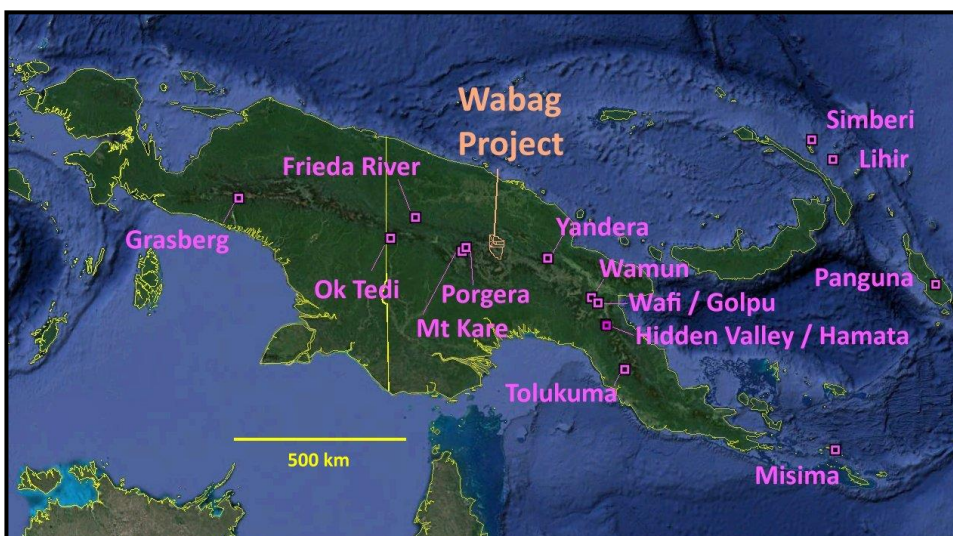 Wabag
Project
Simberi
Lihir
Frieda River
Yandera
Grasberg
Wamun
Panguna
Ok Tedi
Porgera
Wafi / Golpu
Mt Kare
Hidden Valley / Hamata
Tolukuma
500 km
Misima